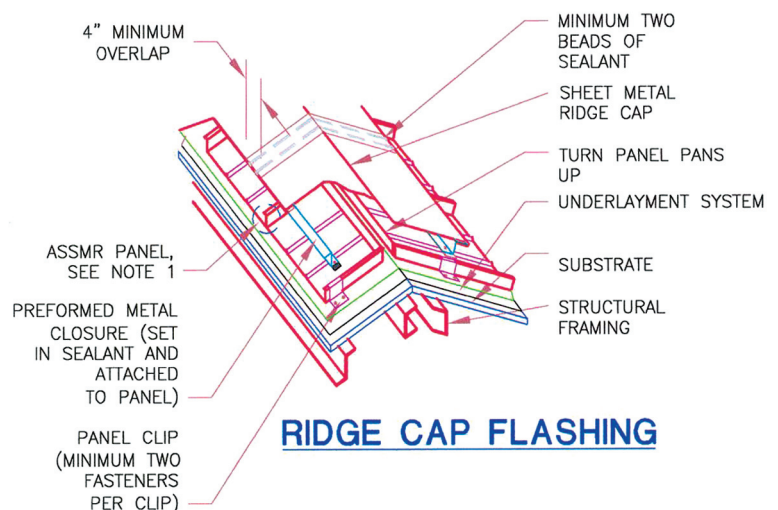 4" MINIMUM
OVERLAP
ASSMR PANEL,
SEE NOTE 1
PREFORMED METAL
CLOSURE (SET
IN SEALANT AND
ATTACHED
TO PANEL)
PANEL CLIP
(MINIMUM TWO
FASTENERS
PER CLIP)
MINIMUM TWO
BEADS OF
SEALANT
SHEET METAL
RIDGE CAP
TURN PANEL PANS
UP
UNDERLAYMENT SYSTEM
SUBSTRATE
STRUCTURAL
FRAMING
RIDGE CAP FLASHING